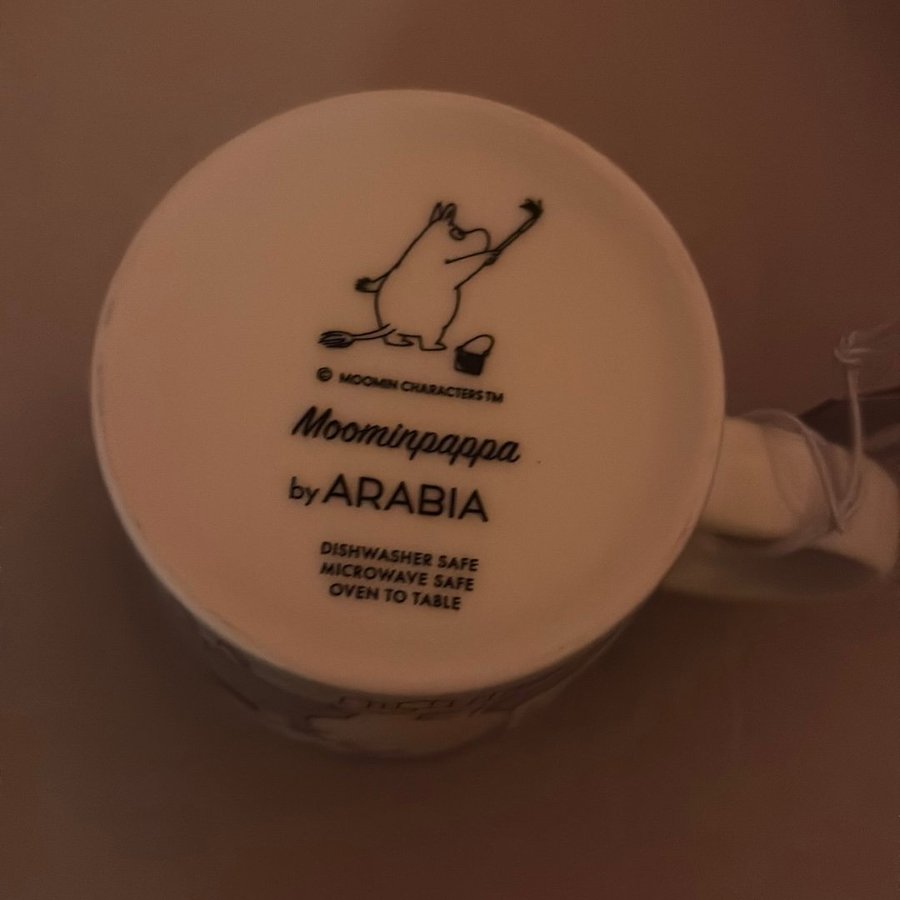 © MOOMIN CHARACTERS TM
Moominpappa
by ARABIA
DISHWASHER SAFE
MICROWAVE SAFE
OVEN TO TABLE